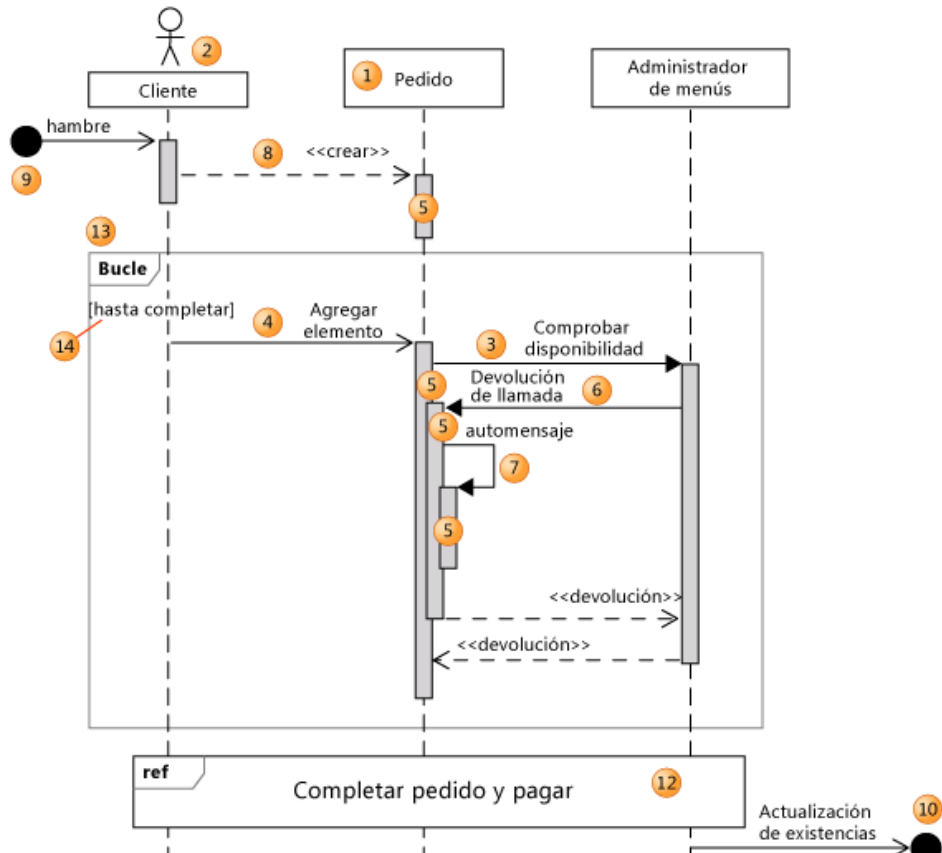 2
1
Cliente
Pedido
Administrador
de menús
hambre
8
<<crear>>
9
5
13
Bucle
[hasta completar]
14
4
Agregar
elemento
3
Comprobar
disponibilidad
5
Devolución
de llamada
6
5
automensaje
7
5
<<devolución>>
<<devolución>>
ref
Completar pedido y pagar
12
Actualización
de existencias
10